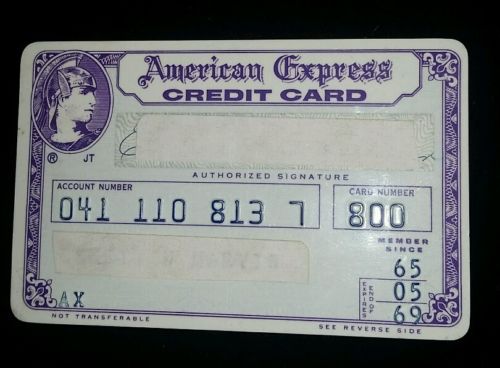 American Express
CREDIT CARD
® JT
AUTHORIZED SIGNATURE
ACCOUNT NUMBER
CARD NUMBER
041 110 813 7
800
MEMBER
SINCE
65
EXPIRES
END OF
05
69
AX
NOT TRANSFERABLE
SEE REVERSE SIDE